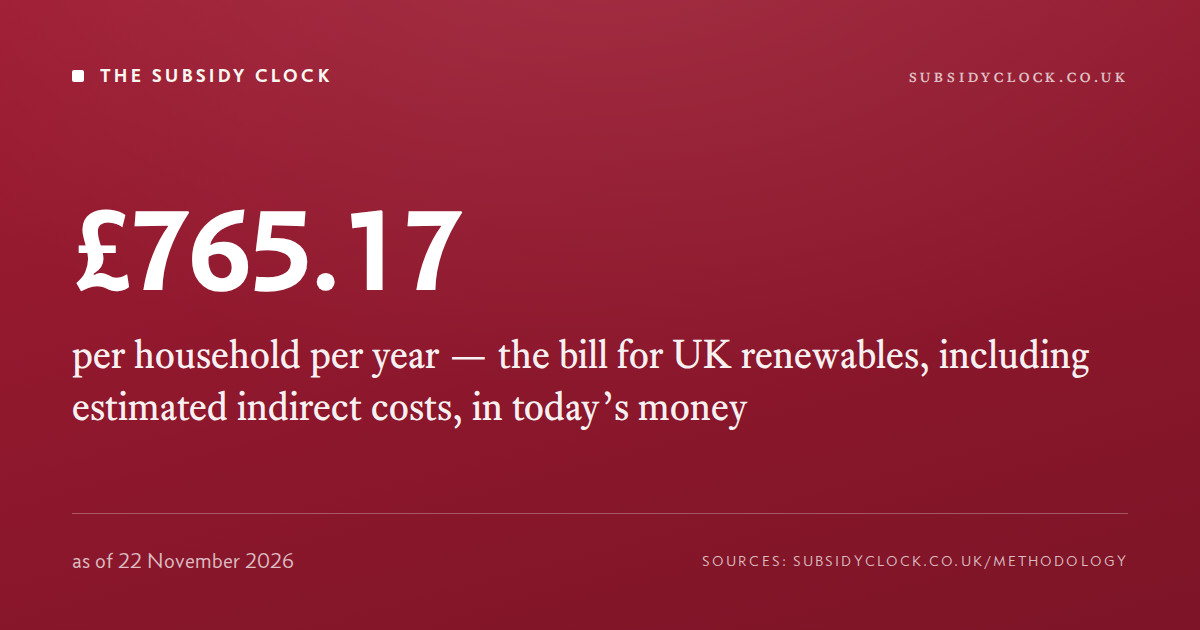 THE SUBSIDY CLOCK
SUBSIDYCLOCK.CO.UK
£765.17
per household per year — the bill for UK renewables, including
estimated indirect costs, in today’s money
as of 22 November 2026
SOURCES: SUBSIDYCLOCK.CO.UK/METHODOLOGY